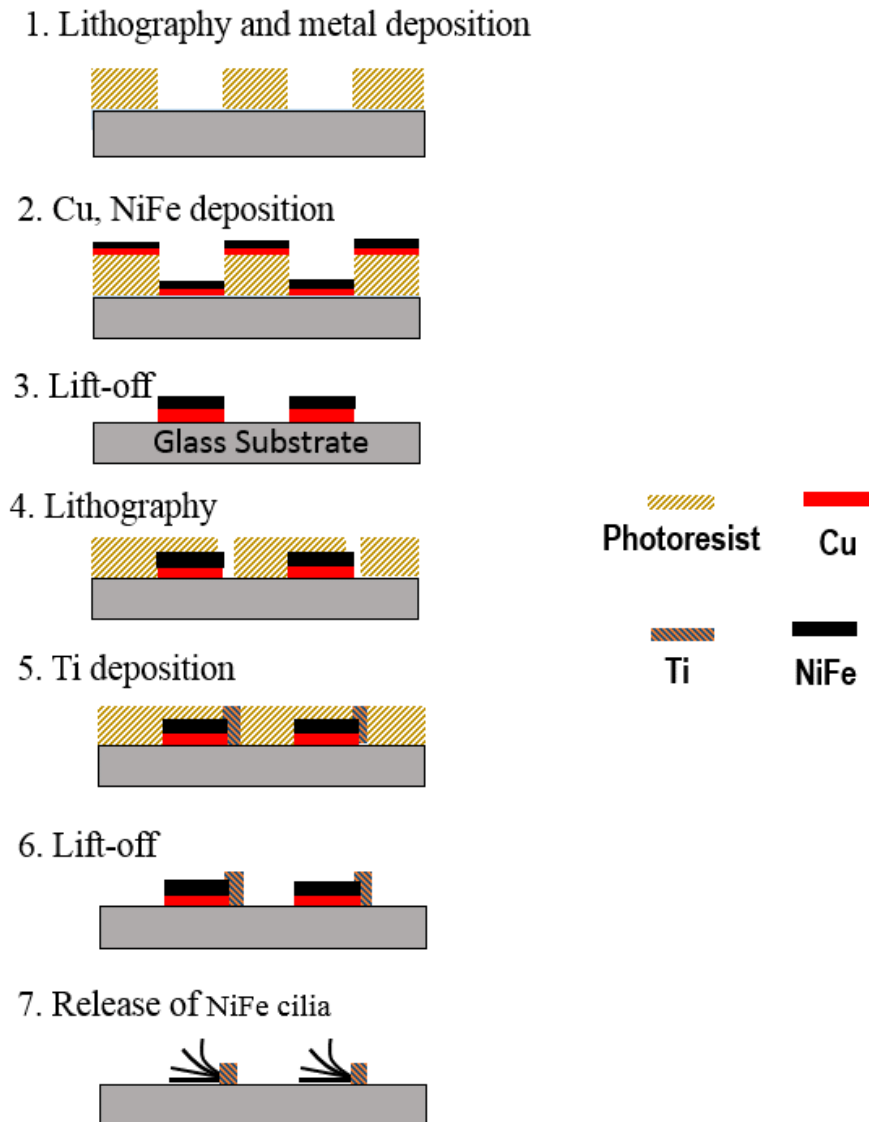 1. Lithography and metal deposition
2. Cu, NiFe deposition
3. Lift-off
Glass Substrate
4. Lithography
Photoresist
Cu
5. Ti deposition
Ti
NiFe
6. Lift-off
7. Release of NiFe cilia